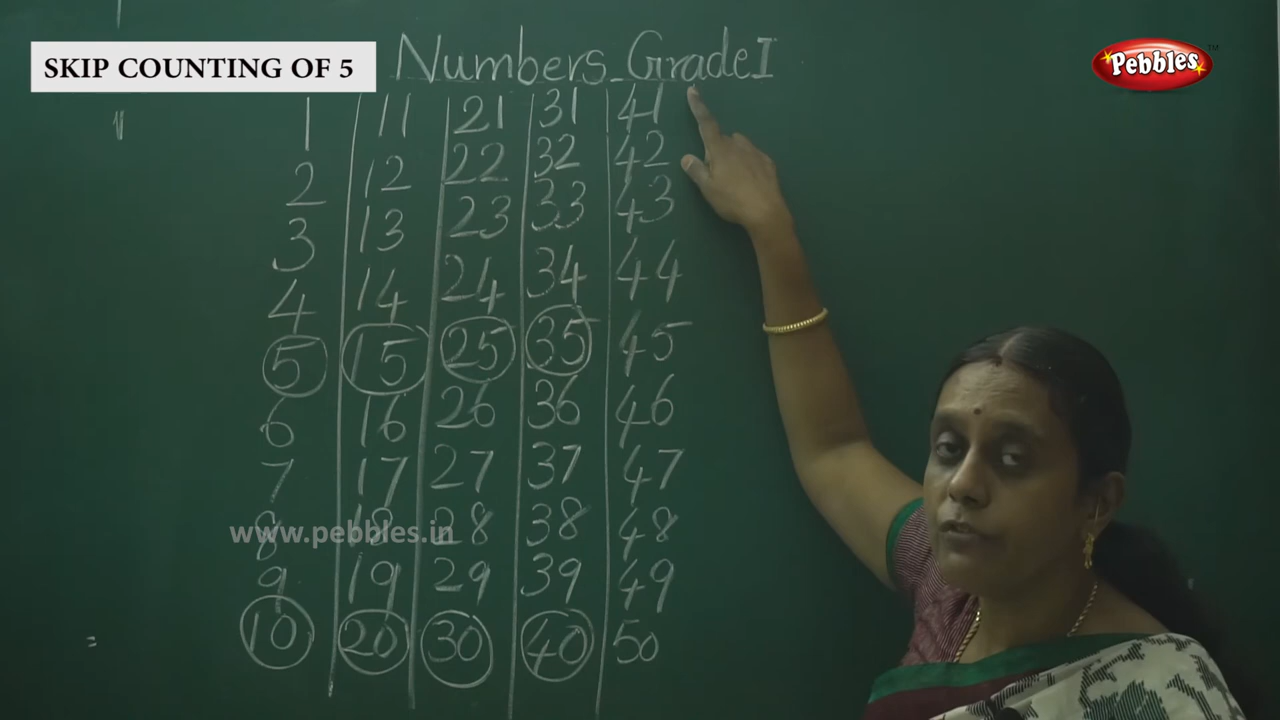 SKIP COUNTING OF 5
Numbers Grade I
Pebbles™
1 11 21 31 41
2 12 22 32 42
3 13 23 33 43
4 14 24 34 44
5 15 25 35 45
6 16 26 36 46
7 17 27 37 47
8 18 28 38 48
www.pebbles.in
9 19 29 39 49
10 20 30 40 50